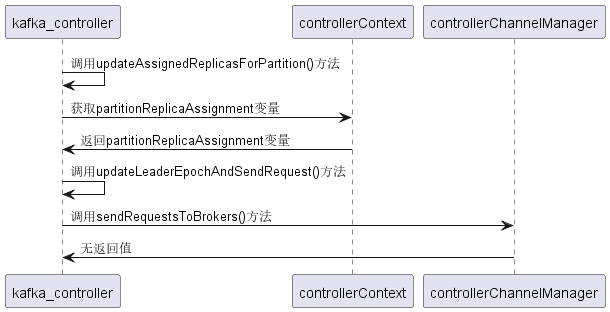 kafka_controller
controllerContext
controllerChannelManager
调用updateAssignedReplicasForPartition()方法
获取partitionReplicaAssignment变量
返回partitionReplicaAssignment变量
调用updateLeaderEpochAndSendRequest()方法
调用sendRequestsToBrokers()方法
无返回值
kafka_controller
controllerContext
controllerChannelManager